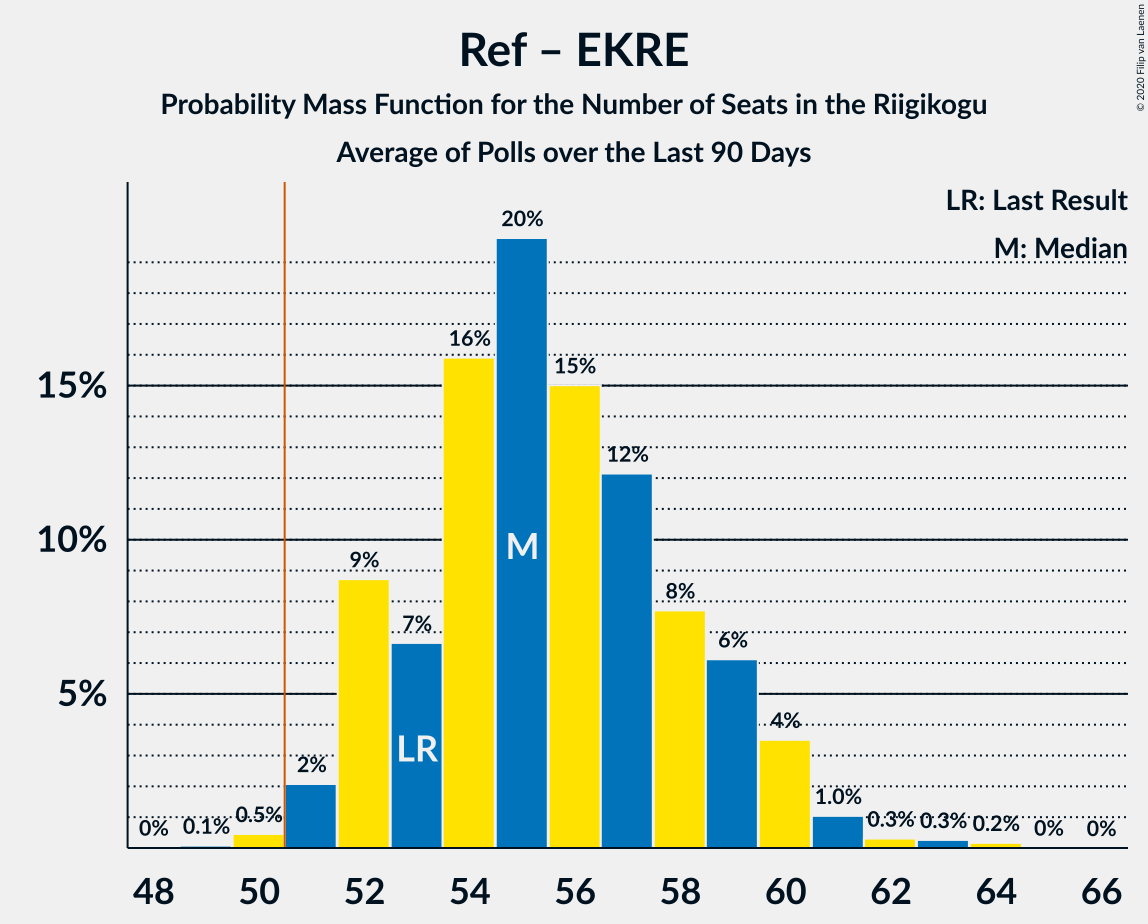 Ref – EKRE
Probability Mass Function for the Number of Seats in the Riigikogu
Average of Polls over the Last 90 Days
© 2020 Filip van Laenen
LR: Last Result
M: Median
15%
10%
5%
0%
0.1%
0.5%
2%
9%
7%
16%
20%
15%
12%
8%
6%
4%
1.0%
0.3%
0.3%
0.2%
0%
0%
LR
M
48 50 52 54 56 58 60 62 64 66